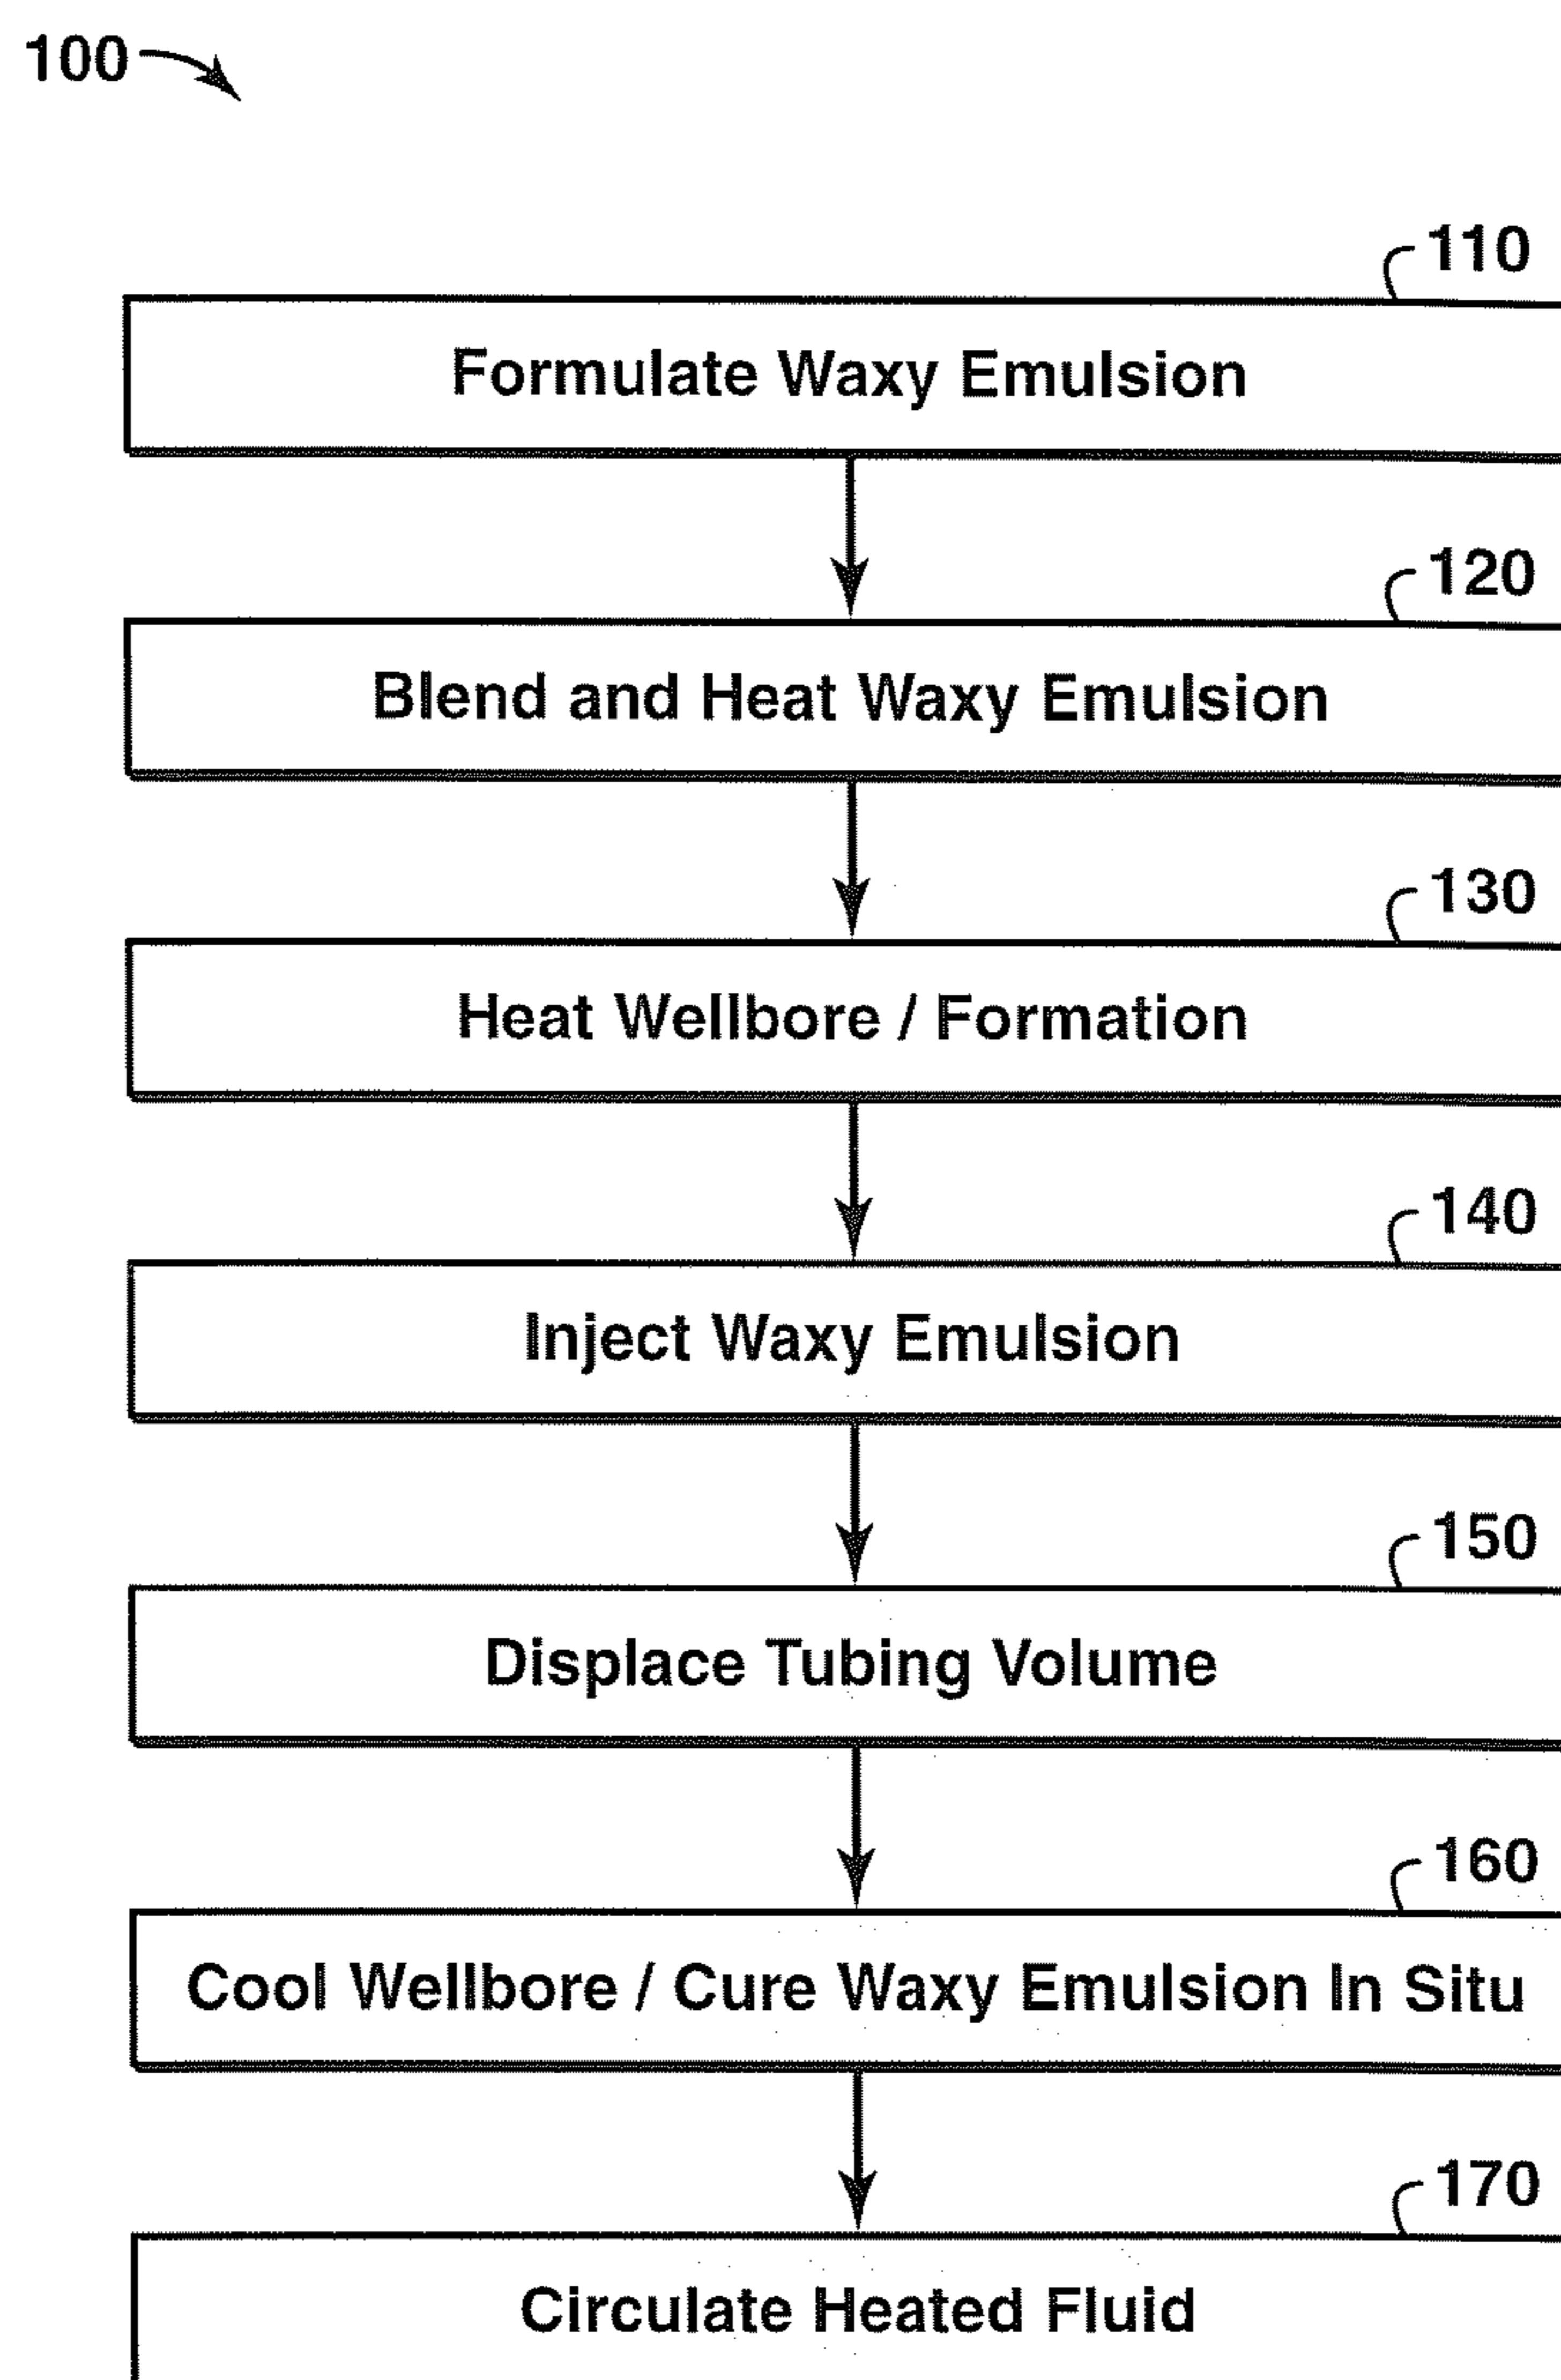 100
110
Formulate Waxy Emulsion
120
Blend and Heat Waxy Emulsion
130
Heat Wellbore / Formation
140
Inject Waxy Emulsion
150
Displace Tubing Volume
160
Cool Wellbore / Cure Waxy Emulsion In Situ
170
Circulate Heated Fluid